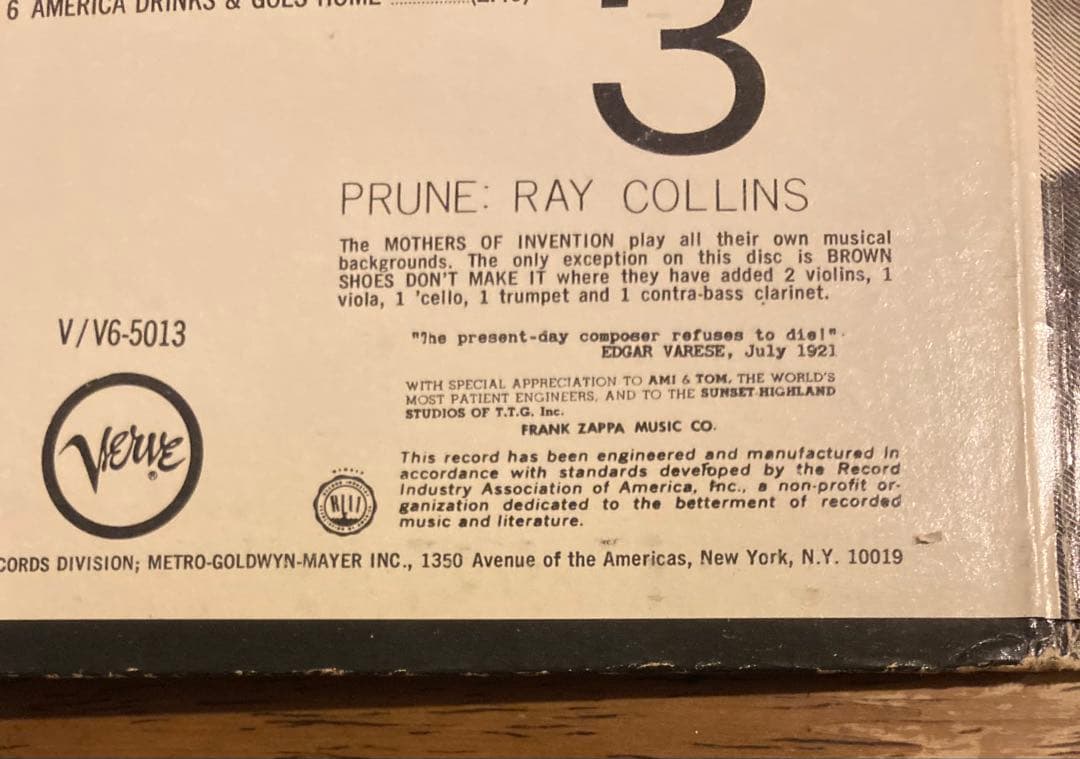 6 AMERICA DRINKS & GOES HOME
3
PRUNE: RAY COLLINS
The MOTHERS OF INVENTION play all their own musical
backgrounds. The only exception on this disc is BROWN
SHOES DON'T MAKE IT where they have added 2 violins, 1
viola, 1 'cello, 1 trumpet and 1 contra-bass clarinet.
V/V6-5013
"The present-day composer refuses to die!"
EDGAR VARESE, July 1921
WITH SPECIAL APPRECIATION TO AMI & TOM, THE WORLD'S
MOST PATIENT ENGINEERS, AND TO THE SUNSET-HIGHLAND
STUDIOS OF T.T.G. Inc.
FRANK ZAPPA MUSIC CO.
Verve ®
This record has been engineered and manufactured in
accordance with standards developed by the Record
Industry Association of America, Inc., a non-profit or-
ganization dedicated to the betterment of recorded
music and literature.
CORDS DIVISION; METRO-GOLDWYN-MAYER INC., 1350 Avenue of the Americas, New York, N.Y. 10019